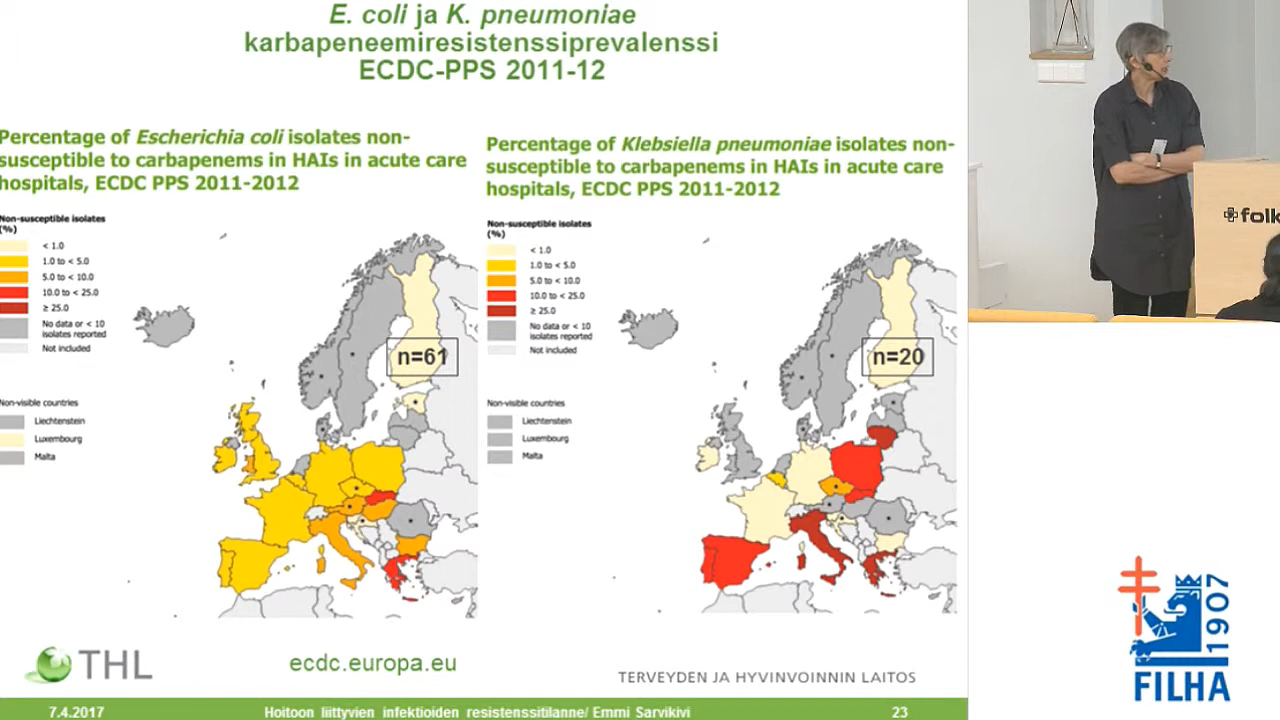 E. coli ja K. pneumoniae
karbapeneemiresistenssiprevalenssi
ECDC-PPS 2011-12
Percentage of Escherichia coli isolates non-
susceptible to carbapenems in HAIs in acute care
hospitals, ECDC PPS 2011-2012
Non-susceptible isolates
(%)
< 1.0
1.0 to < 5.0
5.0 to < 10.0
10.0 to < 25.0
≥ 25.0
No data or < 10
isolates reported
Not included
Non-visible countries
Liechtenstein
Luxembourg
Malta
n=61
Percentage of Klebsiella pneumoniae isolates non-
susceptible to carbapenems in HAIs in acute care
hospitals, ECDC PPS 2011-2012
Non-susceptible isolates
(%)
< 1.0
1.0 to < 5.0
5.0 to < 10.0
10.0 to < 25.0
≥ 25.0
No data or < 10
isolates reported
Not included
Non-visible countries
Liechtenstein
Luxembourg
Malta
n=20
THL
ecdc.europa.eu
TERVEYDEN JA HYVINVOINNIN LAITOS
7.4.2017
Hoitoon liittyvien infektioiden resistenssitilanne/ Emmi Sarvikivi
23
folk
1907
FILHA